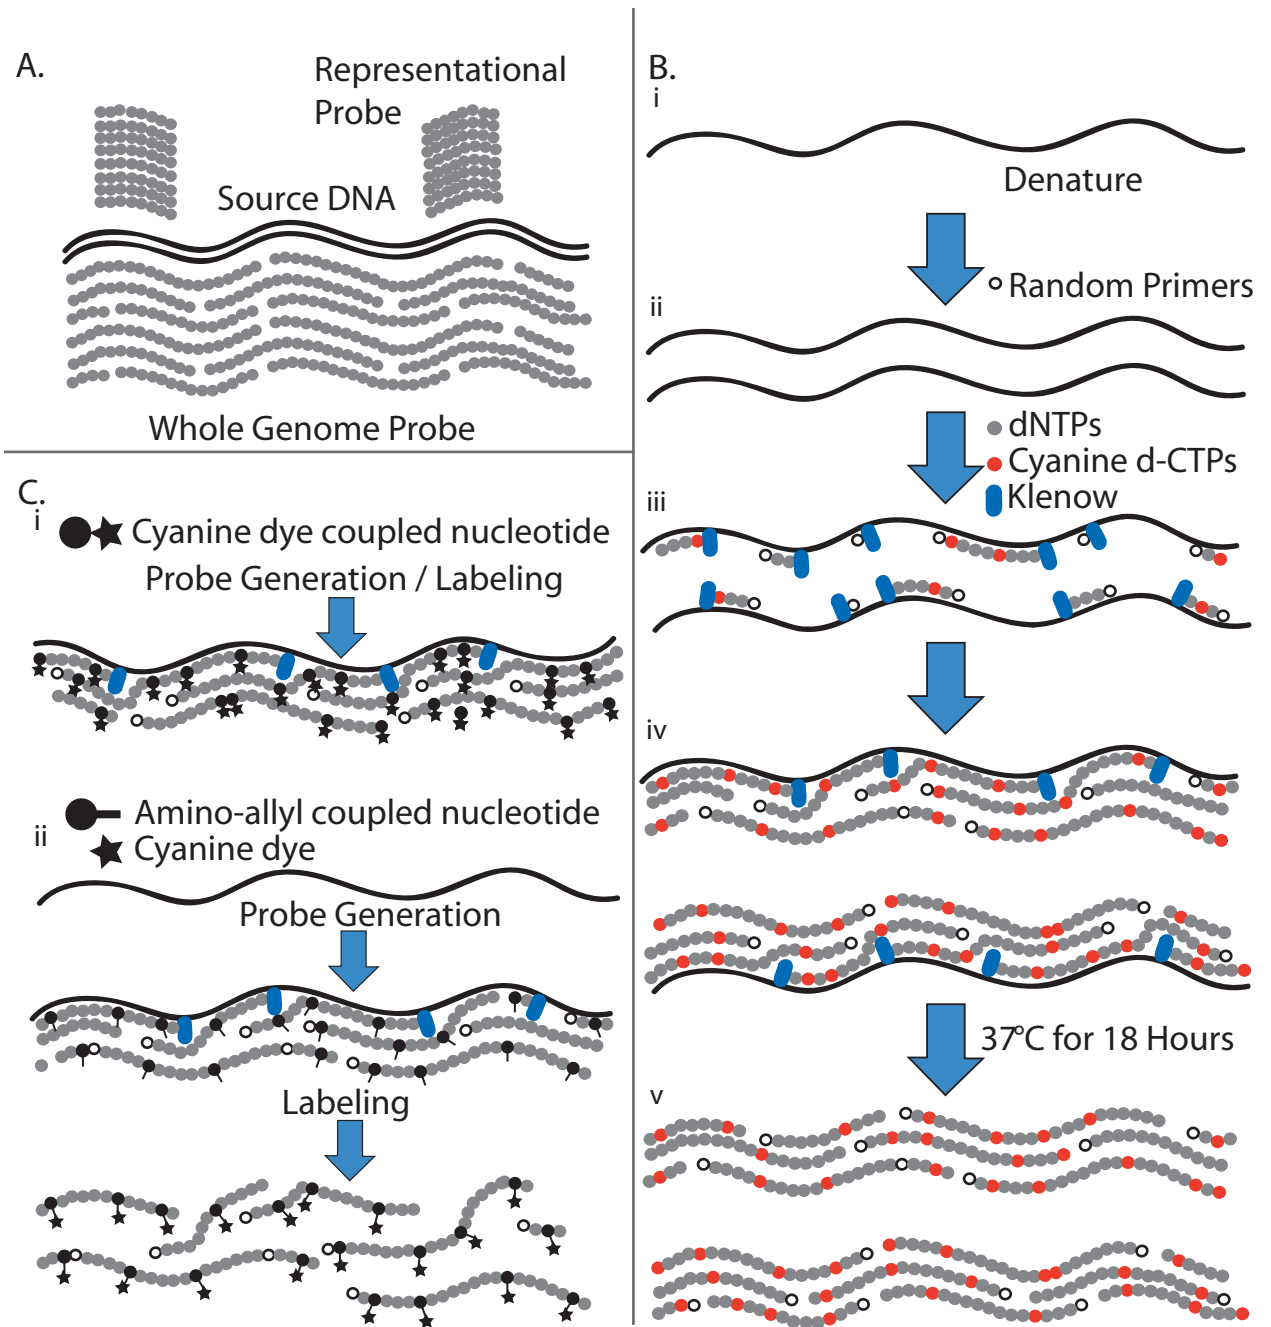 A.
Representational
Probe
Source DNA
Whole Genome Probe
B.
i
Denature
Random Primers
ii
dNTPs
Cyanine d-CTPs
Klenow
iii
iv
37°C for 18 Hours
v
C.
i
Cyanine dye coupled nucleotide
Probe Generation / Labeling
Amino-allyl coupled nucleotide
ii
Cyanine dye
Probe Generation
Labeling